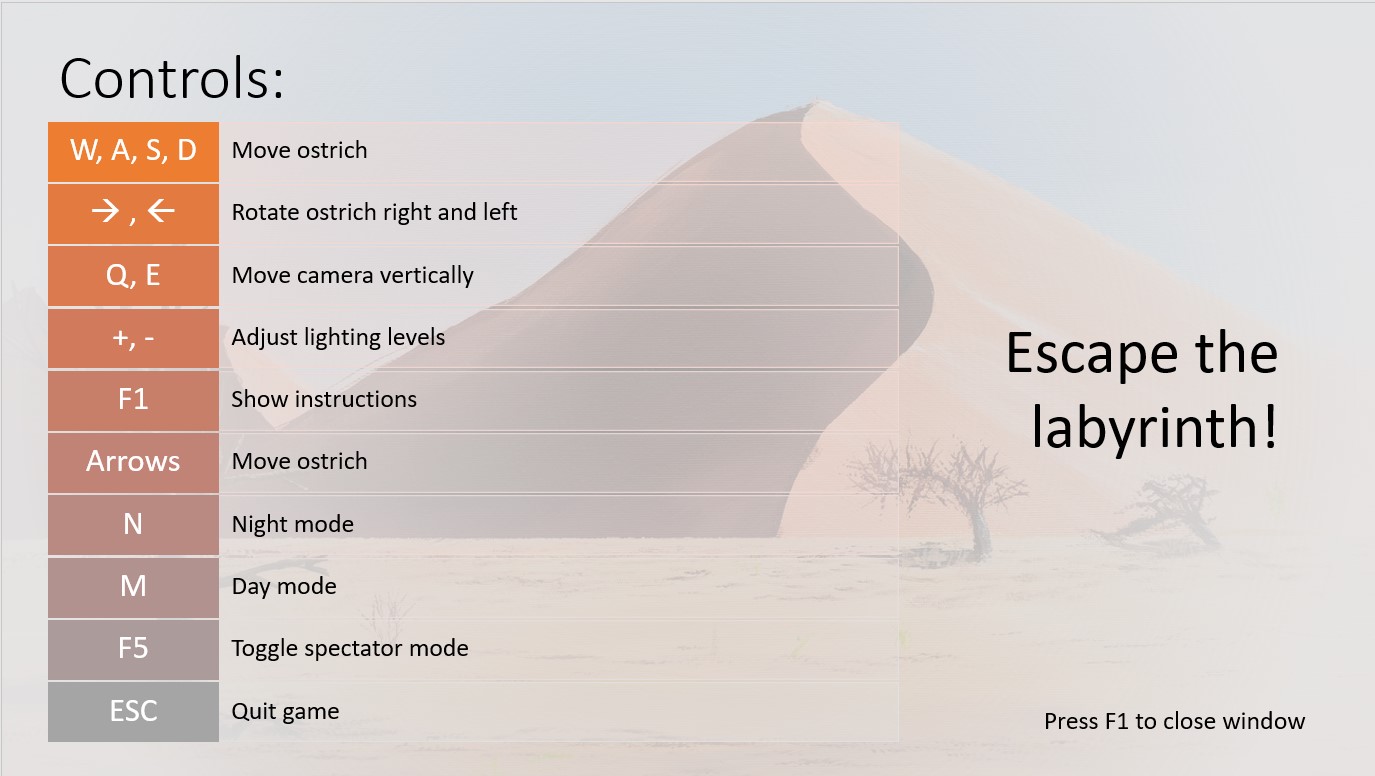 Controls:
W, A, S, D Move ostrich
→ , ← Rotate ostrich right and left
Q, E Move camera vertically
+, - Adjust lighting levels
F1 Show instructions
Arrows Move ostrich
N Night mode
M Day mode
F5 Toggle spectator mode
ESC Quit game
Escape the
labyrinth!
Press F1 to close window